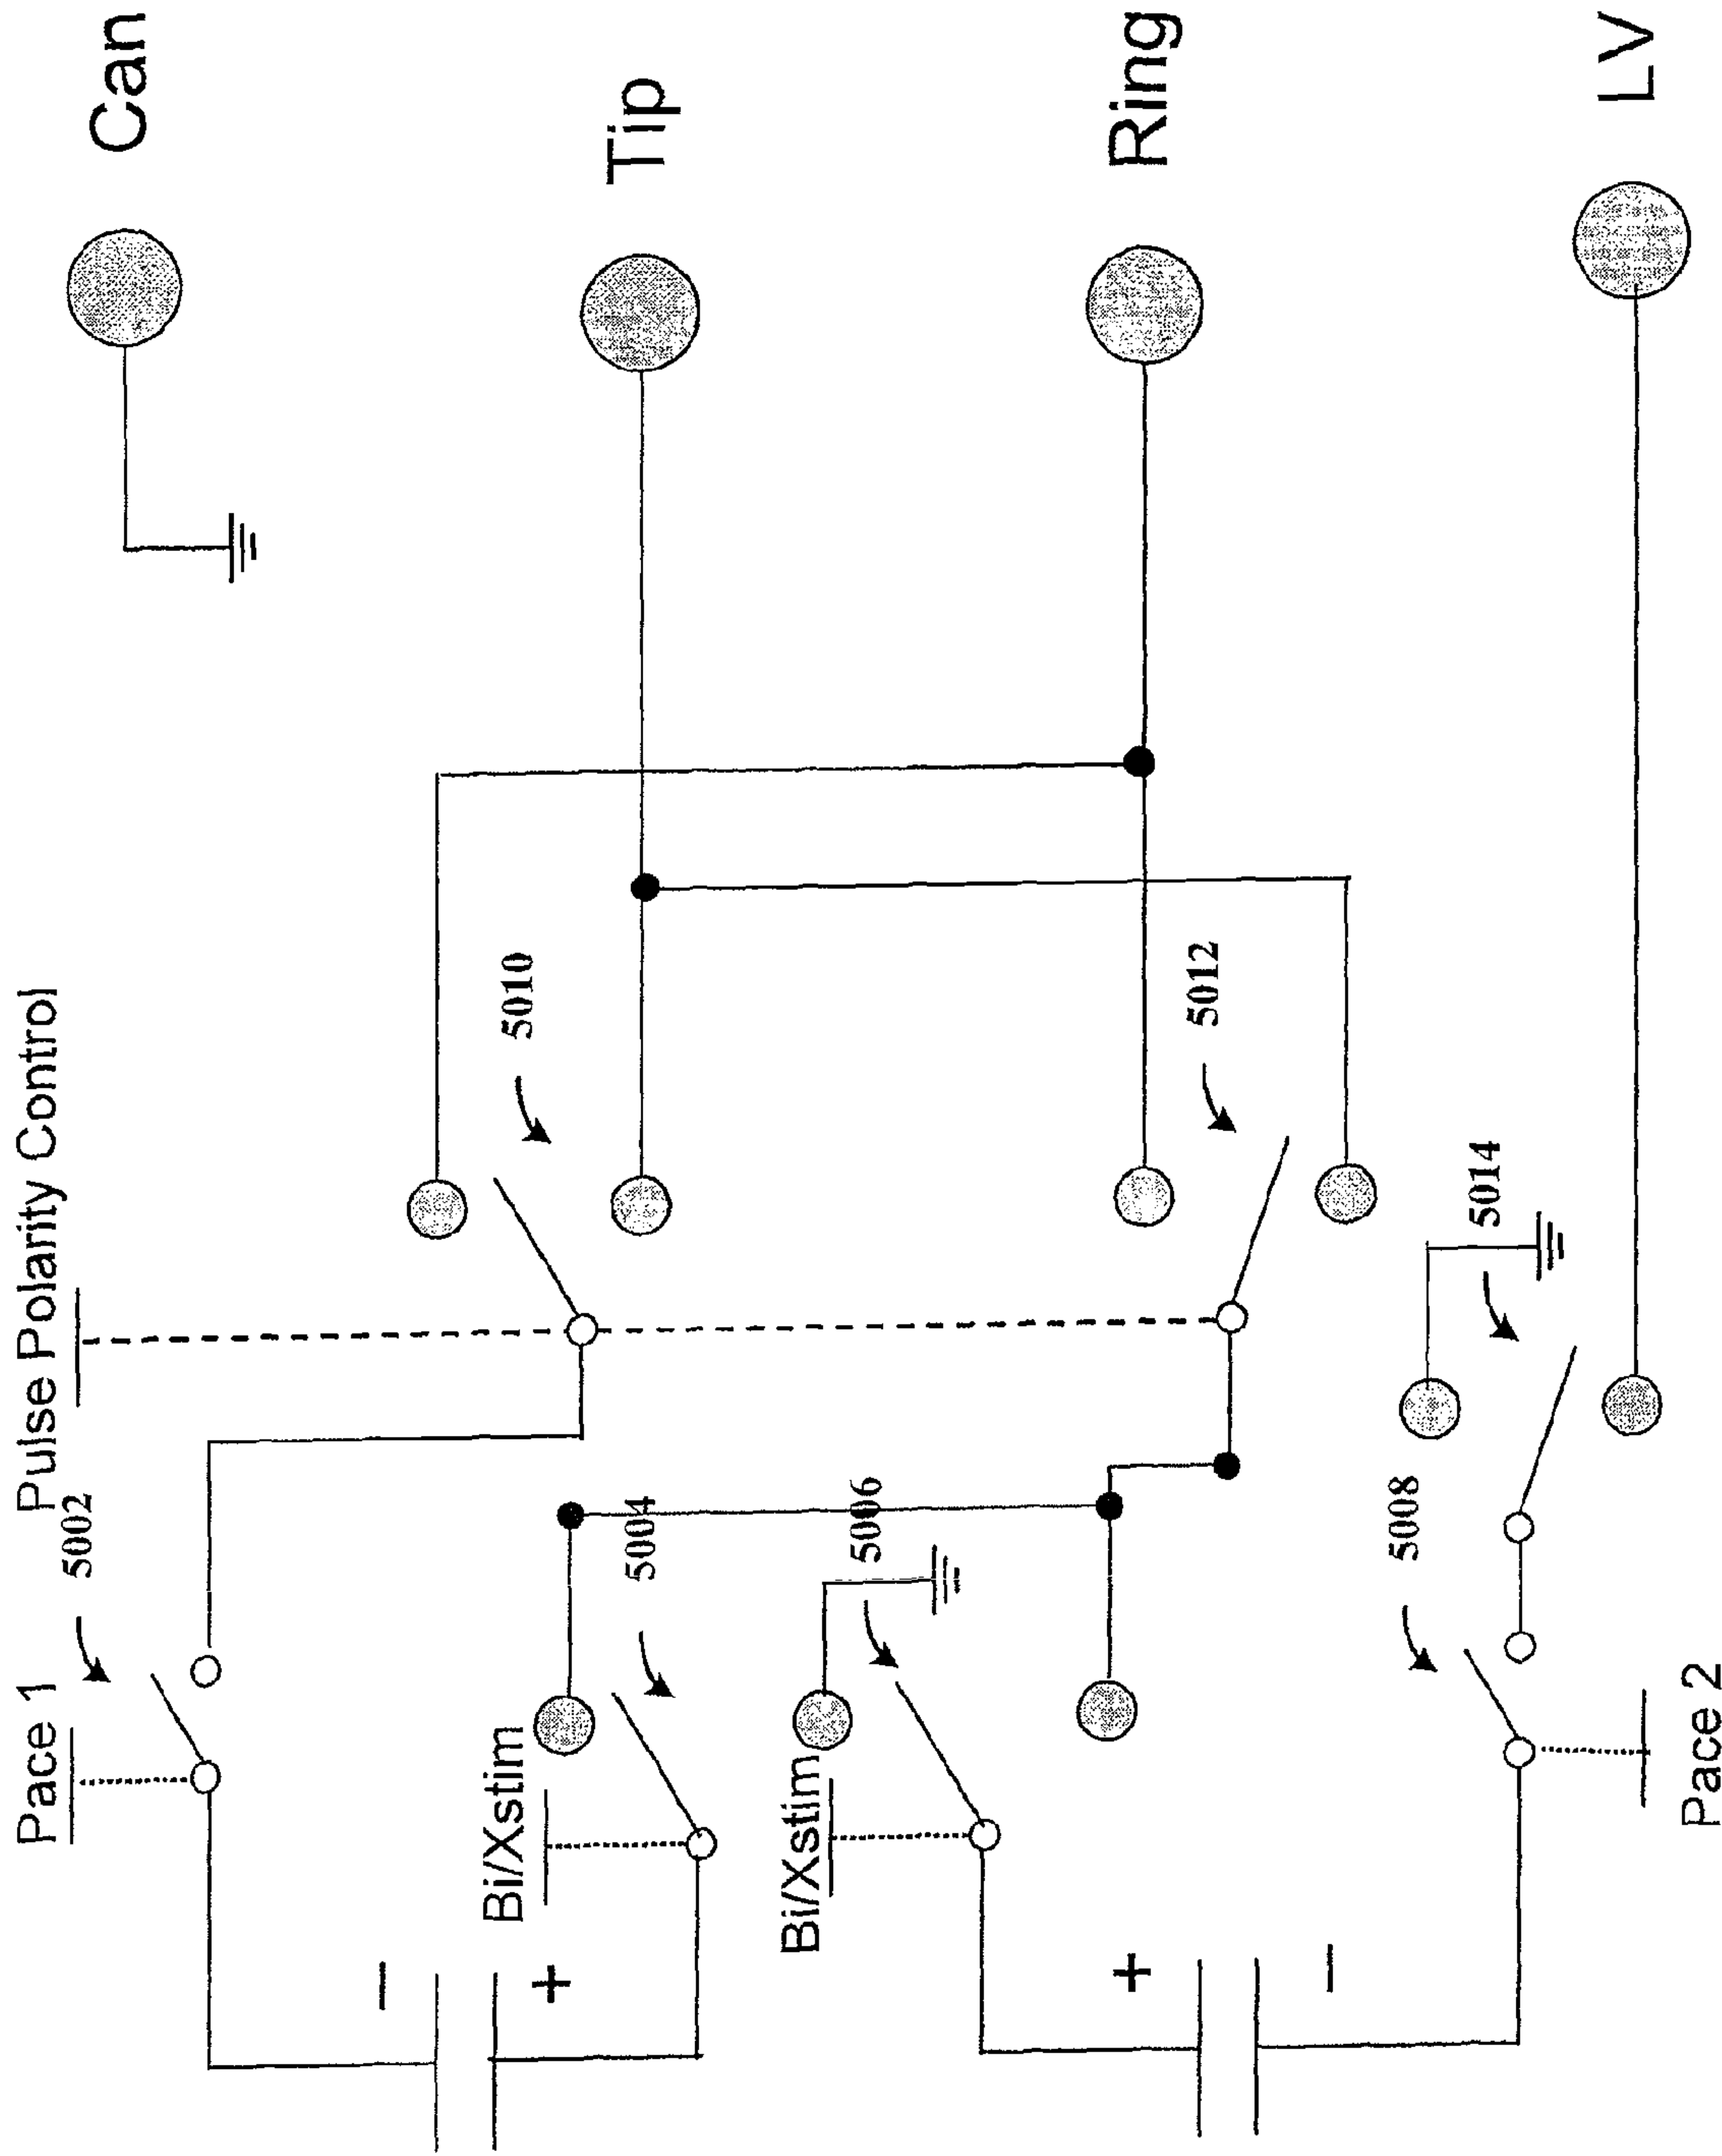 Pace 1
5002
Pulse Polarity Control
Can
−
+
Bi/Xstim
5004
5010
Tip
Bi/Xstim
5006
+
−
5012
Ring
5008
5014
Pace 2
LV